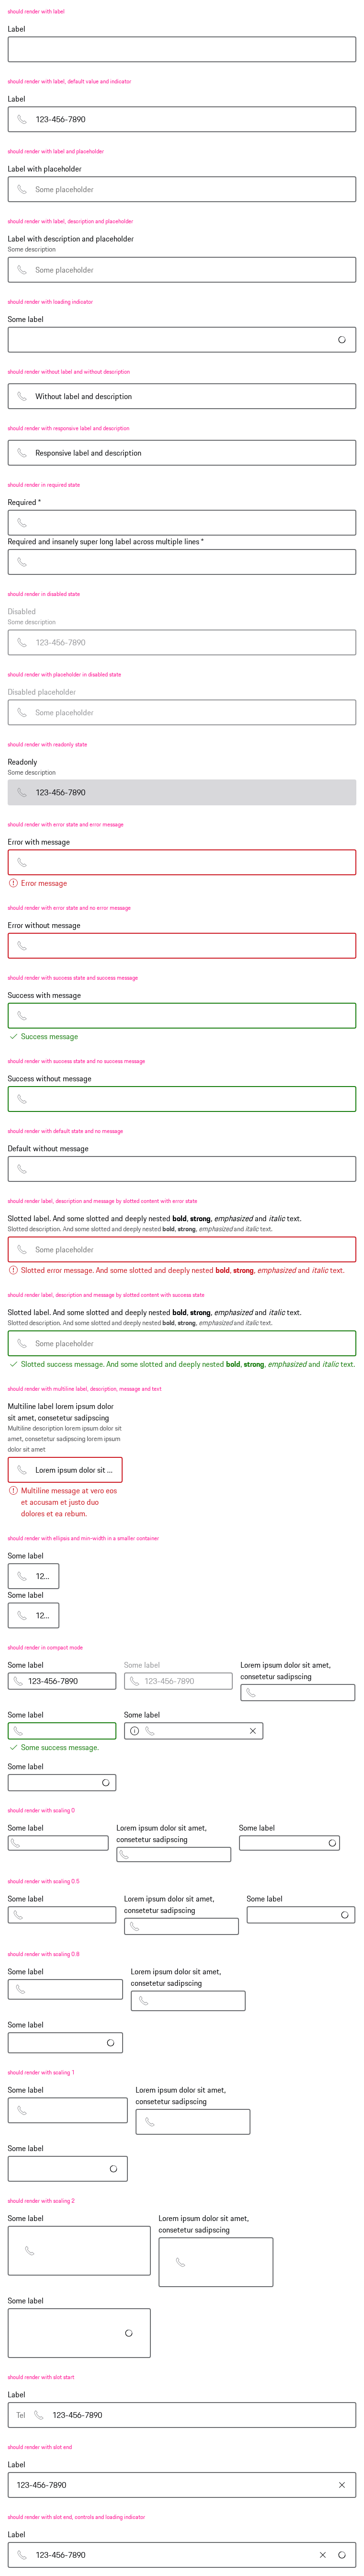 should render with label
Label
should render with label, default value and indicator
Label
123-456-7890
should render with label and placeholder
Label with placeholder
Some placeholder
should render with label, description and placeholder
Label with description and placeholder
Some description
Some placeholder
should render with loading indicator
Some label
should render without label and without description
Without label and description
should render with responsive label and description
Responsive label and description
should render in required state
Required *
Required and insanely super long label across multiple lines *
should render in disabled state
Disabled
Some description
123-456-7890
should render with placeholder in disabled state
Disabled placeholder
Some placeholder
should render with readonly state
Readonly
Some description
123-456-7890
should render with error state and error message
Error with message
Error message
should render with error state and no error message
Error without message
should render with success state and success message
Success with message
Success message
should render with success state and no success message
Success without message
should render with default state and no message
Default without message
should render label, description and message by slotted content with error state
Slotted label. And some slotted and deeply nested bold, strong, emphasized and italic text.
Slotted description. And some slotted and deeply nested bold, strong, emphasized and italic text.
Some placeholder
Slotted error message. And some slotted and deeply nested bold, strong, emphasized and italic text.
should render label, description and message by slotted content with success state
Slotted label. And some slotted and deeply nested bold, strong, emphasized and italic text.
Slotted description. And some slotted and deeply nested bold, strong, emphasized and italic text.
Some placeholder
Slotted success message. And some slotted and deeply nested bold, strong, emphasized and italic text.
should render with multiline label, description, message and text
Multiline label lorem ipsum dolor
sit amet, consetetur sadipscing
Multiline description lorem ipsum dolor sit
amet, consetetur sadipscing lorem ipsum
dolor sit amet
Lorem ipsum dolor sit ...
Multiline message at vero eos
et accusam et justo duo
dolores et ea rebum.
should render with ellipsis and min-width in a smaller container
Some label
12...
Some label
12...
should render in compact mode
Some label
123-456-7890
Some label
123-456-7890
Lorem ipsum dolor sit amet,
consetetur sadipscing
Some label
Some success message.
Some label
Some label
should render with scaling 0
Some label
Lorem ipsum dolor sit amet,
consetetur sadipscing
Some label
should render with scaling 0.5
Some label
Lorem ipsum dolor sit amet,
consetetur sadipscing
Some label
should render with scaling 0.8
Some label
Lorem ipsum dolor sit amet,
consetetur sadipscing
Some label
should render with scaling 1
Some label
Lorem ipsum dolor sit amet,
consetetur sadipscing
Some label
should render with scaling 2
Some label
Lorem ipsum dolor sit amet,
consetetur sadipscing
Some label
should render with slot start
Label
Tel
123-456-7890
should render with slot end
Label
123-456-7890
should render with slot end, controls and loading indicator
Label
123-456-7890